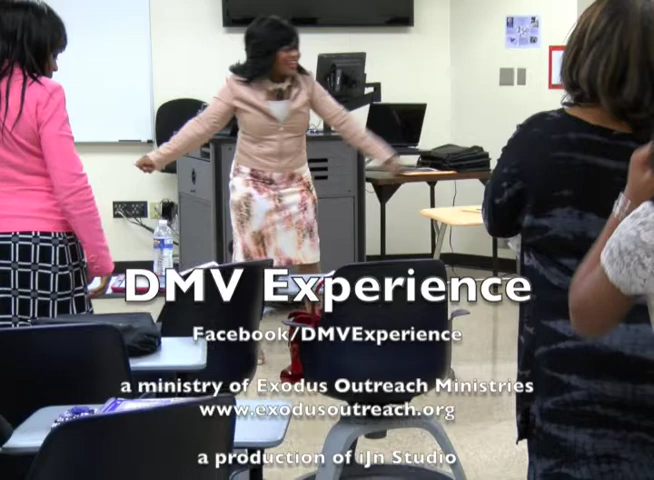 DMV Experience
Facebook/DMVExperience
a ministry of Exodus Outreach Ministries
www.exodusoutreach.org
a production of iJn Studio